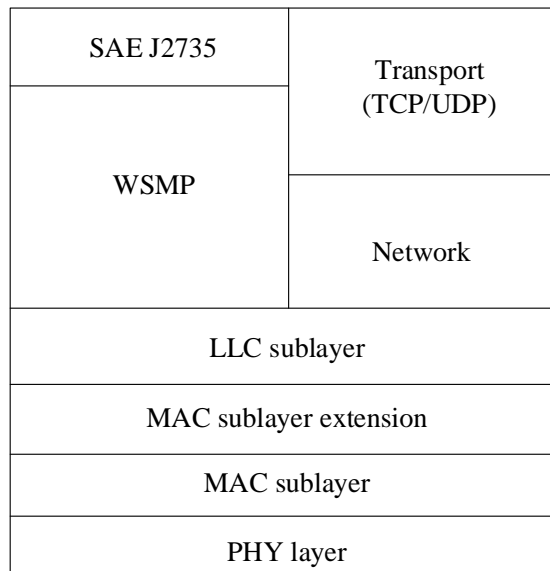 SAE J2735
Transport
(TCP/UDP)
WSMP
Network
LLC sublayer
MAC sublayer extension
MAC sublayer
PHY layer